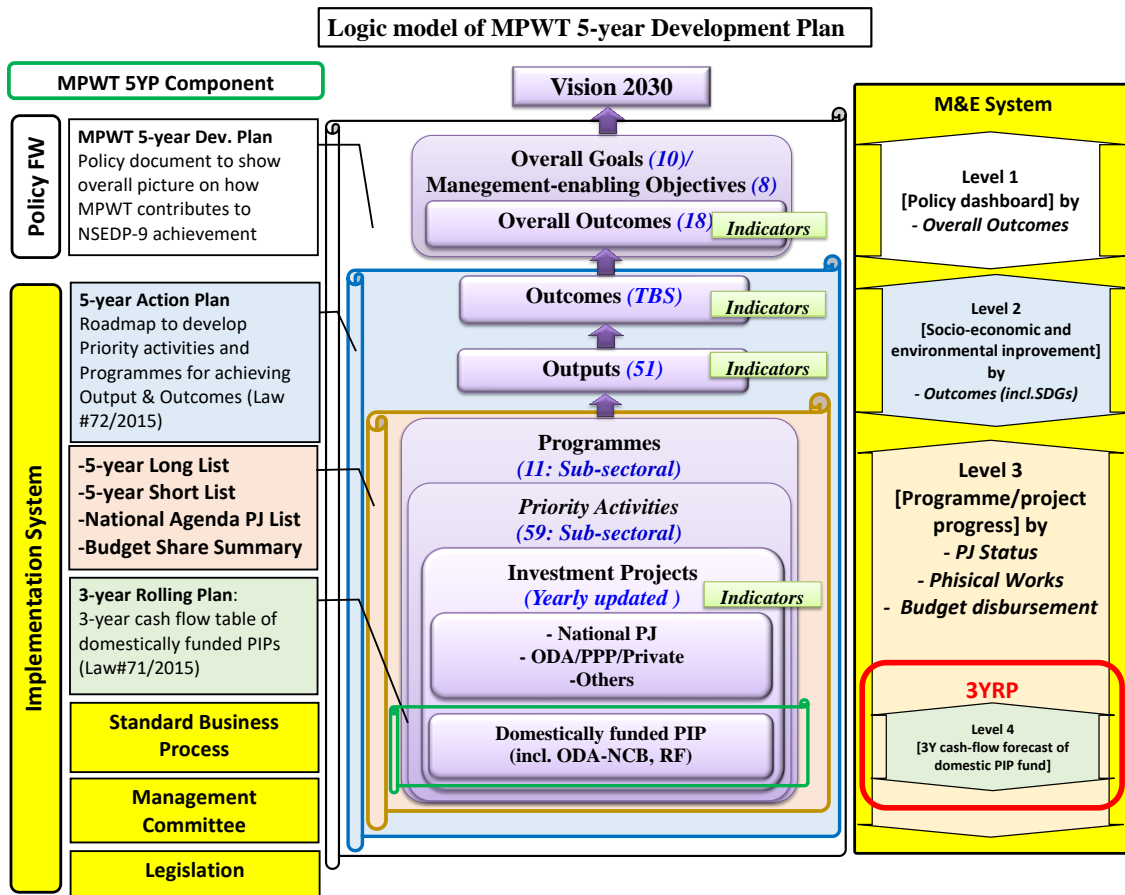 Logic model of MPWT 5-year Development Plan
MPWT 5YP Component
Policy FW
MPWT 5-year Dev. Plan
Policy document to show
overall picture on how
MPWT contributes to
NSEDP-9 achievement
Implementation System
5-year Action Plan
Roadmap to develop
Priority activities and
Programmes for achieving
Output & Outcomes (Law
#72/2015)
-5-year Long List
-5-year Short List
-National Agenda PJ List
-Budget Share Summary
3-year Rolling Plan:
3-year cash flow table of
domestically funded PIPs
(Law#71/2015)
Standard Business
Process
Management
Committee
Legislation
Vision 2030
Overall Goals (10)/
Manegement-enabling Objectives (8)
Overall Outcomes (18)
Indicators
Outcomes (TBS)
Indicators
Outputs (51)
Indicators
Programmes
(11: Sub-sectoral)
Priority Activities
(59: Sub-sectoral)
Investment Projects
(Yearly updated )
Indicators
- National PJ
- ODA/PPP/Private
-Others
Domestically funded PIP
(incl. ODA-NCB, RF)
M&E System
Level 1
[Policy dashboard] by
- Overall Outcomes
Level 2
[Socio-economic and
environmental inprovement]
by
- Outcomes (incl.SDGs)
Level 3
[Programme/project
progress] by
- PJ Status
- Phisical Works
- Budget disbursement
3YRP
Level 4
[3Y cash-flow forecast of
domestic PIP fund]